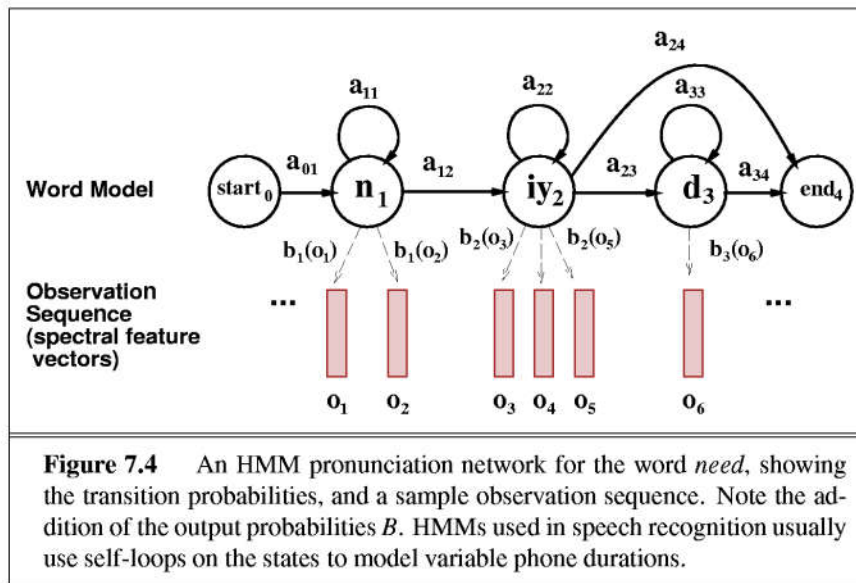 a₂₄
a₁₁ a₂₂ a₃₃
a₀₁ a₁₂ a₂₃ a₃₄
Word Model start₀ n₁ iy₂ d₃ end₄
b₁(o₁) b₁(o₂) b₂(o₃) b₂(o₅) b₃(o₆)
Observation
Sequence ... ...
(spectral feature
vectors)
o₁ o₂ o₃ o₄ o₅ o₆
Figure 7.4 An HMM pronunciation network for the word need, showing
the transition probabilities, and a sample observation sequence. Note the ad-
dition of the output probabilities B. HMMs used in speech recognition usually
use self-loops on the states to model variable phone durations.